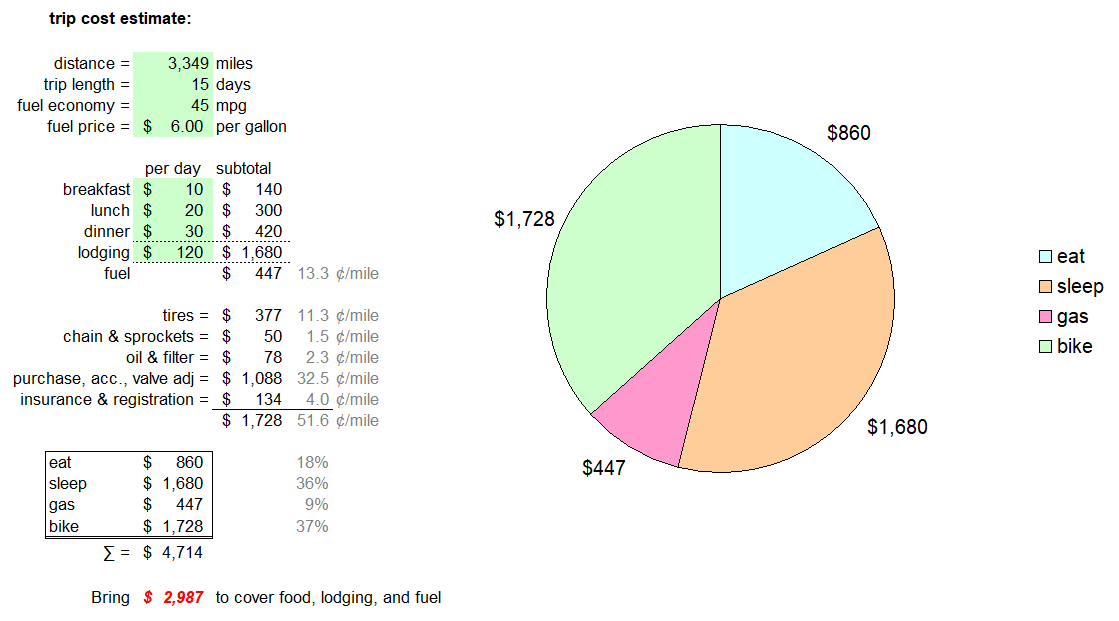 trip cost estimate:
distance = 3,349 miles
trip length = 15 days
fuel economy = 45 mpg
fuel price = $ 6.00 per gallon
per day subtotal
breakfast $ 10 $ 140
lunch $ 20 $ 300
dinner $ 30 $ 420
lodging $ 120 $ 1,680
fuel $ 447 13.3 ¢/mile
tires = $ 377 11.3 ¢/mile
chain & sprockets = $ 50 1.5 ¢/mile
oil & filter = $ 78 2.3 ¢/mile
purchase, acc., valve adj = $ 1,088 32.5 ¢/mile
insurance & registration = $ 134 4.0 ¢/mile
$ 1,728 51.6 ¢/mile
eat $ 860 18%
sleep $ 1,680 36%
gas $ 447 9%
bike $ 1,728 37%
∑ = $ 4,714
Bring $ 2,987 to cover food, lodging, and fuel
$860
$1,728
$1,680
$447
eat
sleep
gas
bike